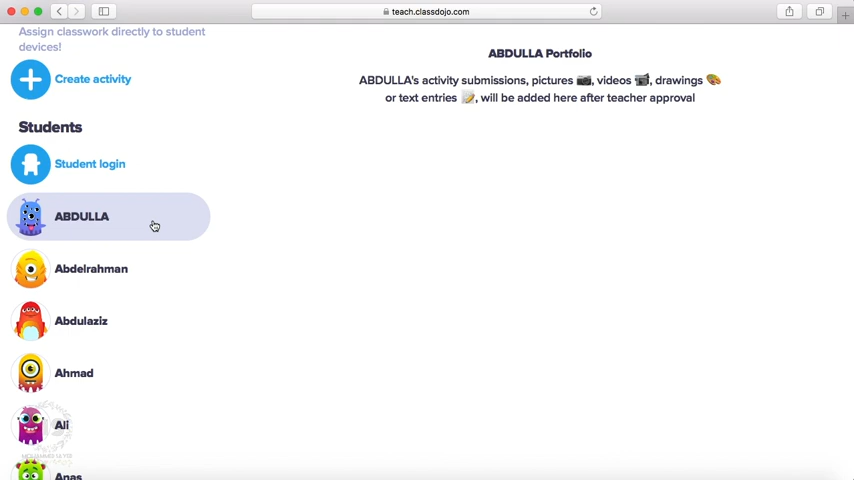 teach.classdojo.com
Assign classwork directly to student
devices!
Create activity
Students
Student login
ABDULLA
Abdelrahman
Abdulaziz
Ahmad
Ali
Anas
ABDULLA Portfolio
ABDULLA's activity submissions, pictures 📷, videos 📹, drawings 🎨
or text entries 📝, will be added here after teacher approval